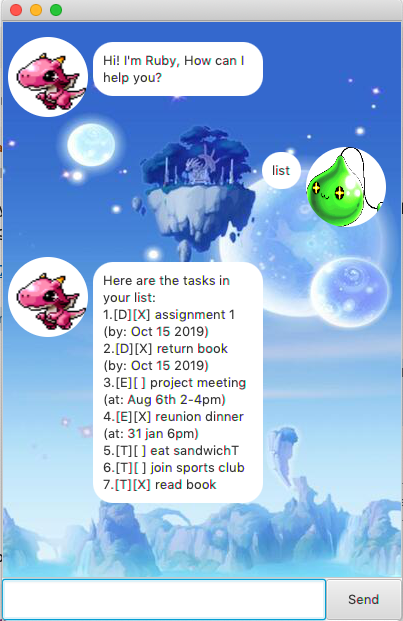 Hi! I'm Ruby, How can I
help you?
list
Here are the tasks in
your list:
1.[D][X] assignment 1
(by: Oct 15 2019)
2.[D][X] return book
(by: Oct 15 2019)
3.[E][ ] project meeting
(at: Aug 6th 2-4pm)
4.[E][X] reunion dinner
(at: 31 jan 6pm)
5.[T][ ] eat sandwichT
6.[T][ ] join sports club
7.[T][X] read book
Send